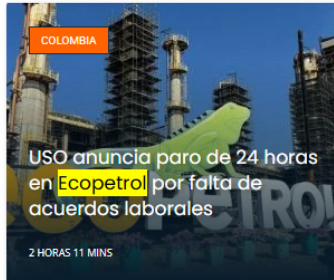 COLOMBIA
USO anuncia paro de 24 horas
en Ecopetrol por falta de
acuerdos laborales
2 HORAS 11 MINS